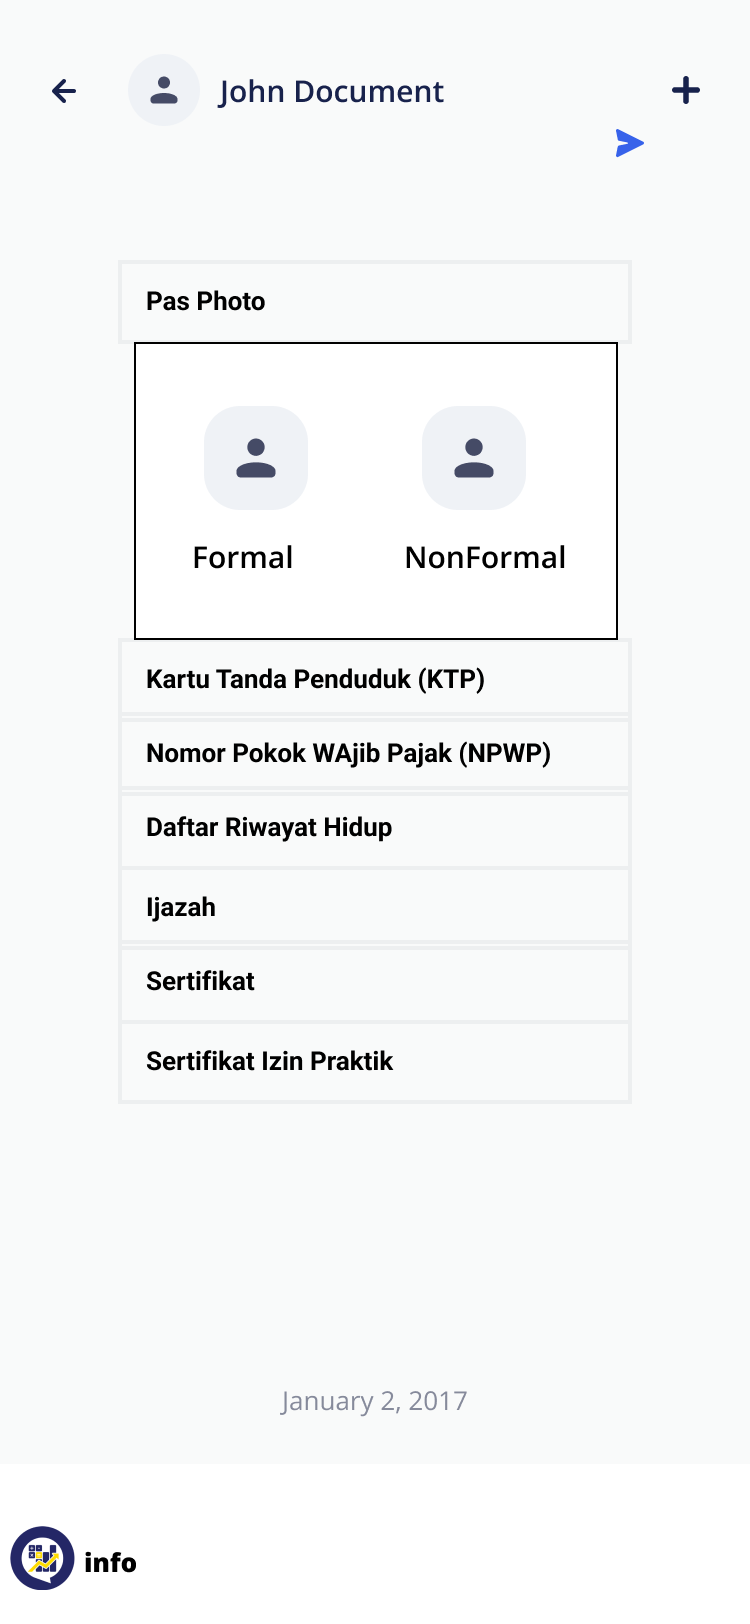 John Document
Pas Photo
Formal
NonFormal
Kartu Tanda Penduduk (KTP)
Nomor Pokok WAjib Pajak (NPWP)
Daftar Riwayat Hidup
Ijazah
Sertifikat
Sertifikat Izin Praktik
January 2, 2017
info